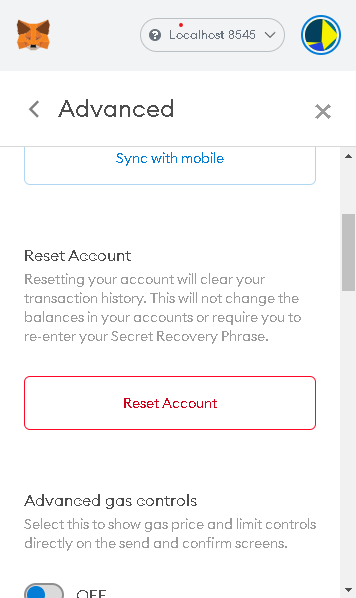 Localhost 8545
Advanced
Sync with mobile
Reset Account
Resetting your account will clear your
transaction history. This will not change the
balances in your accounts or require you to
re-enter your Secret Recovery Phrase.
Reset Account
Advanced gas controls
Select this to show gas price and limit controls
directly on the send and confirm screens.
OFF